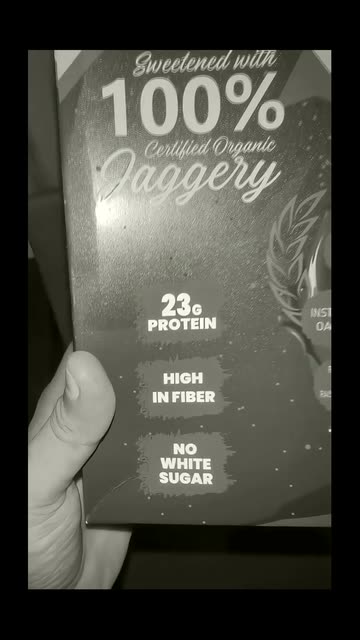 Sweetened with
100%
Certified Organic
Jaggery
23G
PROTEIN
HIGH
IN FIBER
NO
WHITE
SUGAR